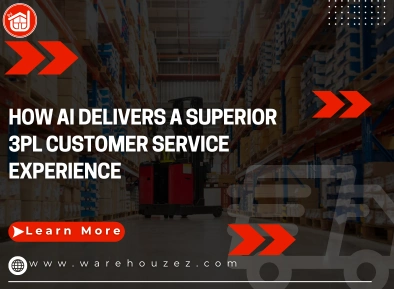 HOW AI DELIVERS A SUPERIOR
3PL CUSTOMER SERVICE
EXPERIENCE
Learn More
www.warehouzez.com